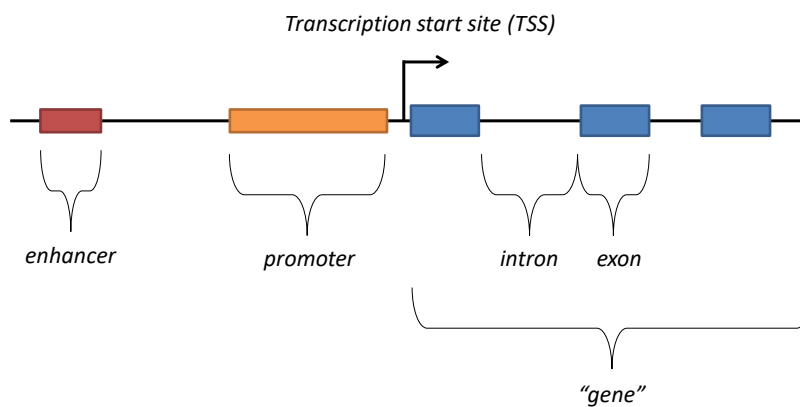 Transcription start site (TSS)
enhancer
promoter
intron
exon
“gene”